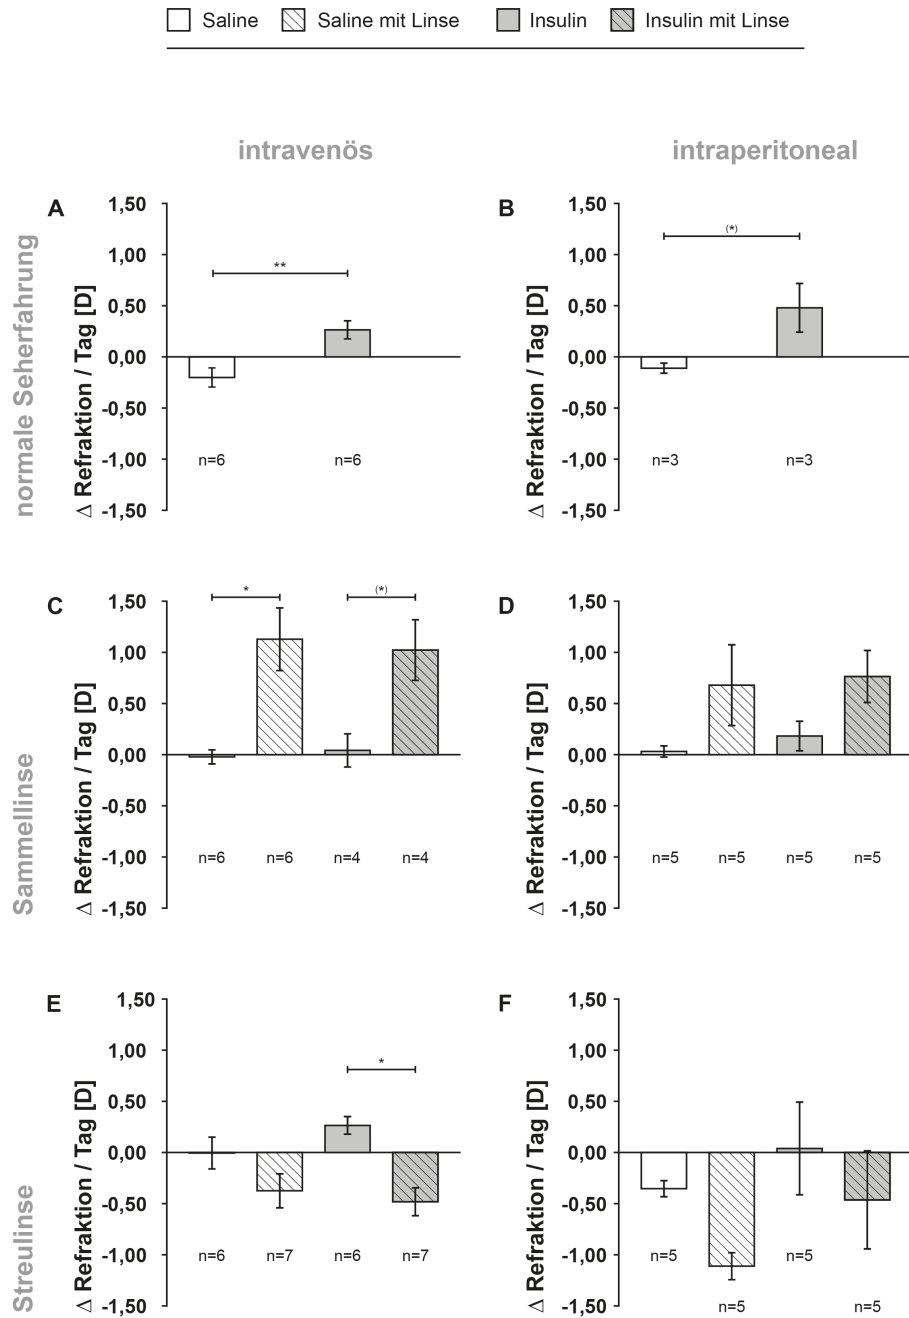 Saline Saline mit Linse Insulin Insulin mit Linse
intravenös intraperitoneal
normale Seherfahrung
A
Δ Refraktion / Tag [D]
1,50
1,00
0,50
0,00
-0,50
-1,00
-1,50
**
n=6 n=6
B
Δ Refraktion / Tag [D]
1,50
1,00
0,50
0,00
-0,50
-1,00
-1,50
(*)
n=3 n=3
Sammellinse
C
Δ Refraktion / Tag [D]
1,50
1,00
0,50
0,00
-0,50
-1,00
-1,50
* (*)
n=6 n=6 n=4 n=4
D
Δ Refraktion / Tag [D]
1,50
1,00
0,50
0,00
-0,50
-1,00
-1,50
n=5 n=5 n=5 n=5
Streulinse
E
Δ Refraktion / Tag [D]
1,50
1,00
0,50
0,00
-0,50
-1,00
-1,50
*
n=6 n=7 n=6 n=7
F
Δ Refraktion / Tag [D]
1,50
1,00
0,50
0,00
-0,50
-1,00
-1,50
n=5 n=5
n=5 n=5